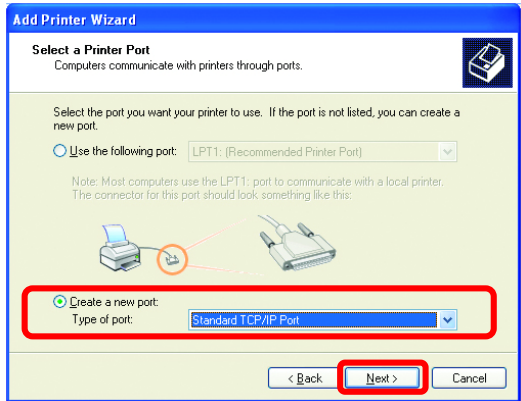 Add Printer Wizard
Select a Printer Port
Computers communicate with printers through ports.
Select the port you want your printer to use. If the port is not listed, you can create a
new port.
Use the following port: LPT1: (Recommended Printer Port)
Note: Most computers use the LPT1: port to communicate with a local printer.
The connector for this port should look something like this:
Create a new port:
Type of port: Standard TCP/IP Port
< Back Next > Cancel